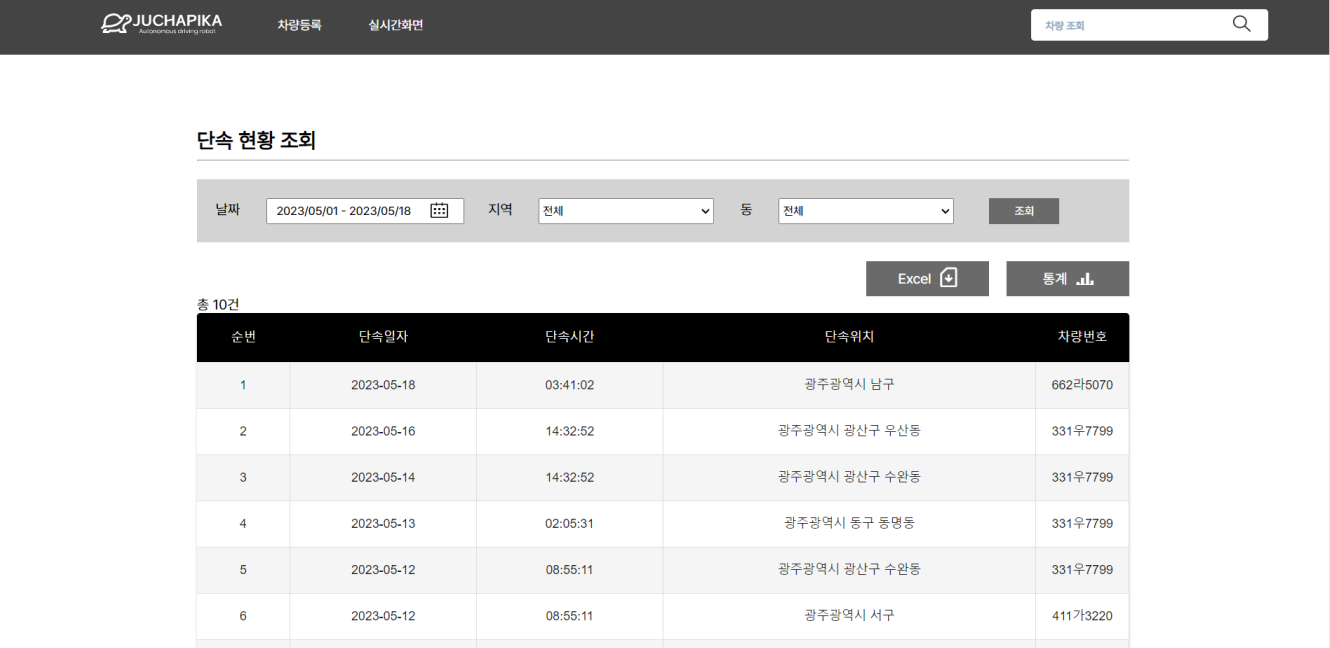 JUCHAPIKA 차량등록 실시간화면 차량 조회
Autonomous driving robot
단속 현황 조회
날짜 2023/05/01 - 2023/05/18 지역 전체 동 전체 조회
Excel 통계
총 10건
순번 단속일자 단속시간 단속위치 차량번호
1 2023-05-18 03:41:02 광주광역시 남구 662라5070
2 2023-05-16 14:32:52 광주광역시 광산구 우산동 331우7799
3 2023-05-14 14:32:52 광주광역시 광산구 수완동 331우7799
4 2023-05-13 02:05:31 광주광역시 동구 동명동 331우7799
5 2023-05-12 08:55:11 광주광역시 광산구 수완동 331우7799
6 2023-05-12 08:55:11 광주광역시 서구 411가3220